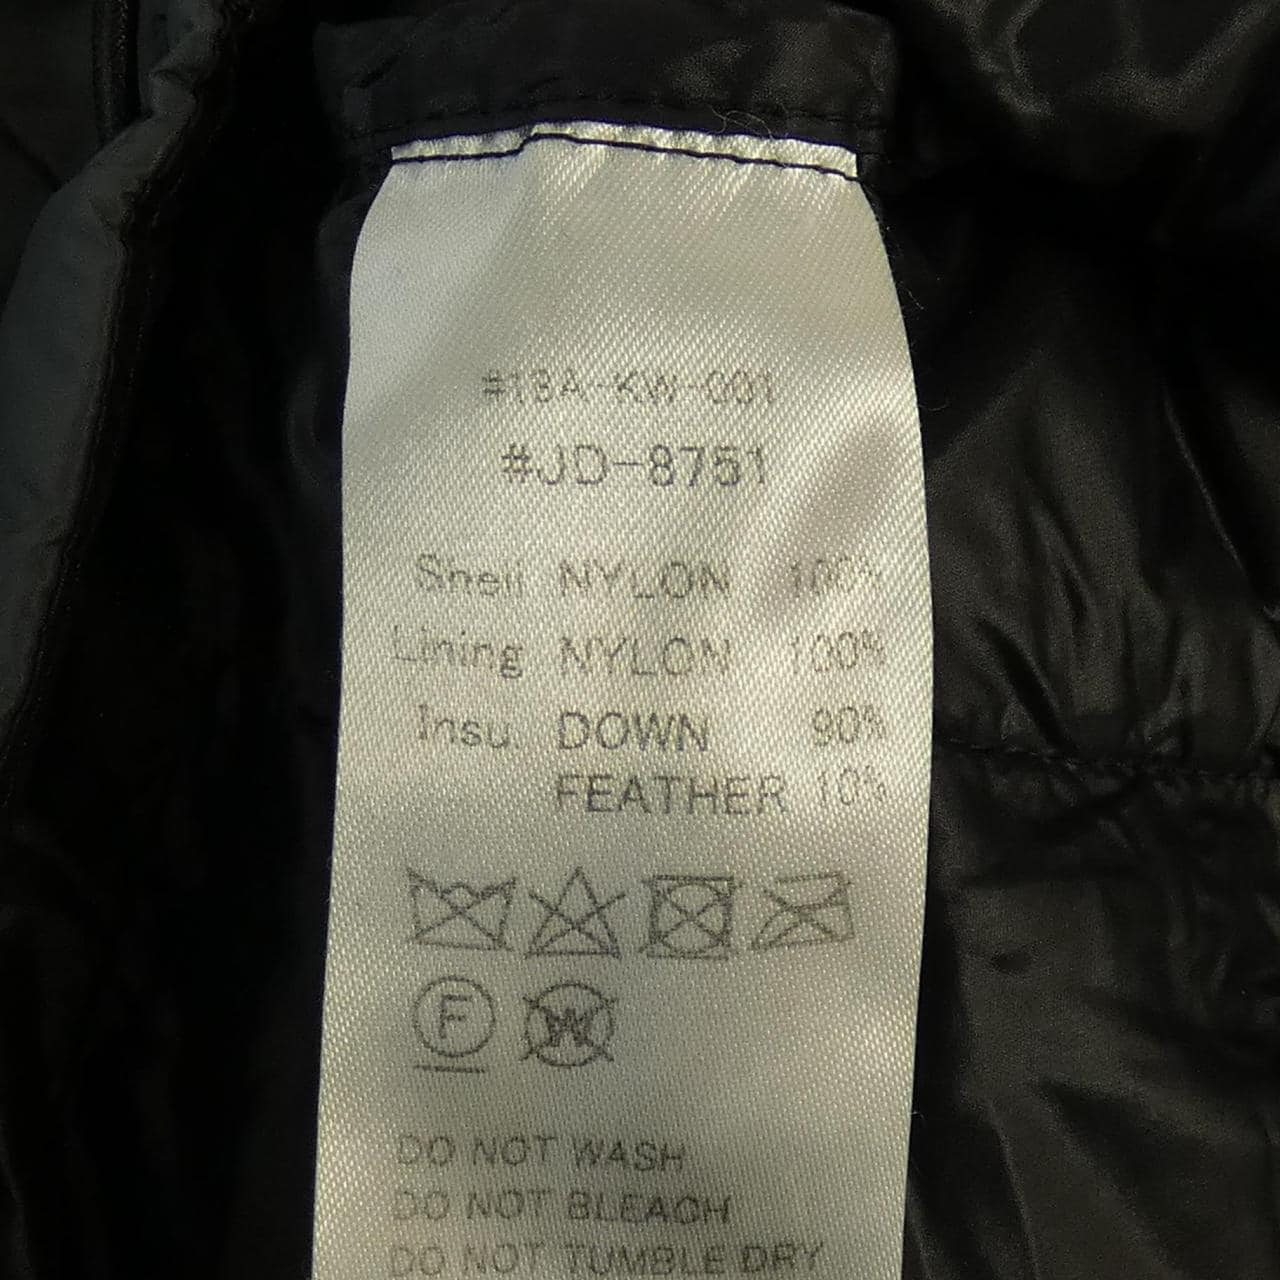 #13A-KW-001
#JD-8751
Shell NYLON 100%
Lining NYLON 100%
Insu. DOWN 90%
FEATHER 10%
F
W
DO NOT WASH
DO NOT BLEACH
DO NOT TUMBLE DRY